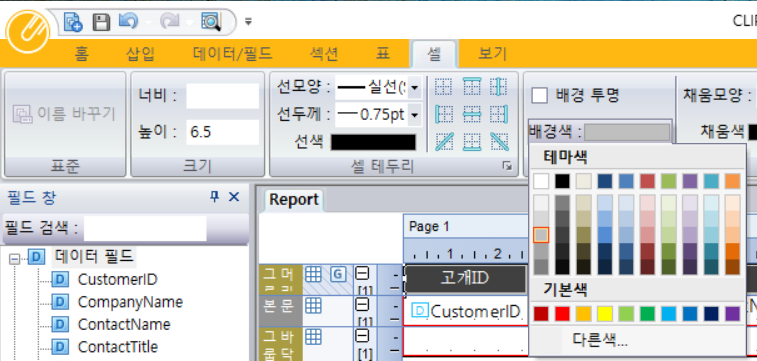 CLI
홈 삽입 데이터/필드 섹션 표 셀 보기
이름 바꾸기
표준
너비 :
높이 : 6.5
크기
선모양 : 실선(
선두께 : 0.75pt
선색
셀 테두리
배경 투명
배경색 :
채움모양 :
채움색
테마색
기본색
다른색...
필드 창
필드 검색 :
데이터 필드
CustomerID
CompanyName
ContactName
ContactTitle
Report
Page 1
1 2
그 머 G [1] 고개ID
본 문 [1] D CustomerID
그 바
룹 닥 [1]